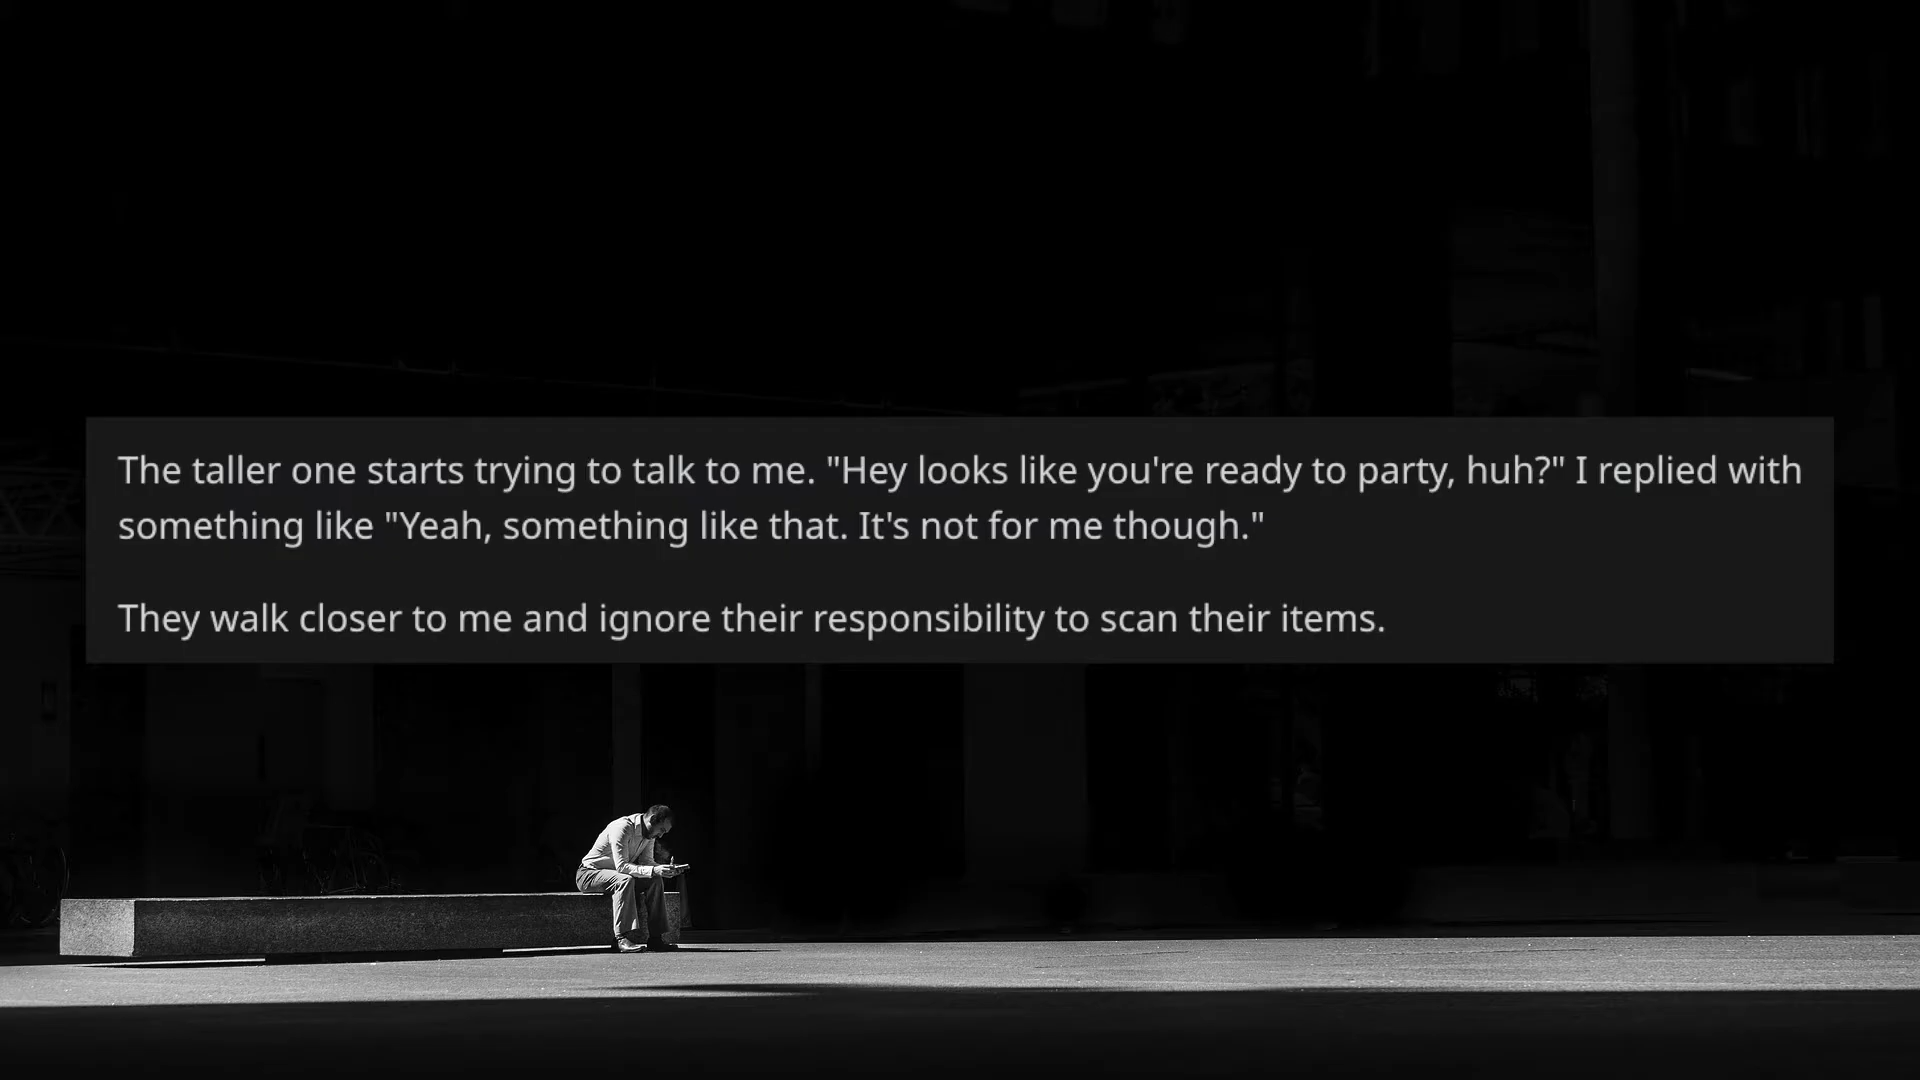 The taller one starts trying to talk to me. "Hey looks like you're ready to party, huh?" I replied with
something like "Yeah, something like that. It's not for me though."
They walk closer to me and ignore their responsibility to scan their items.